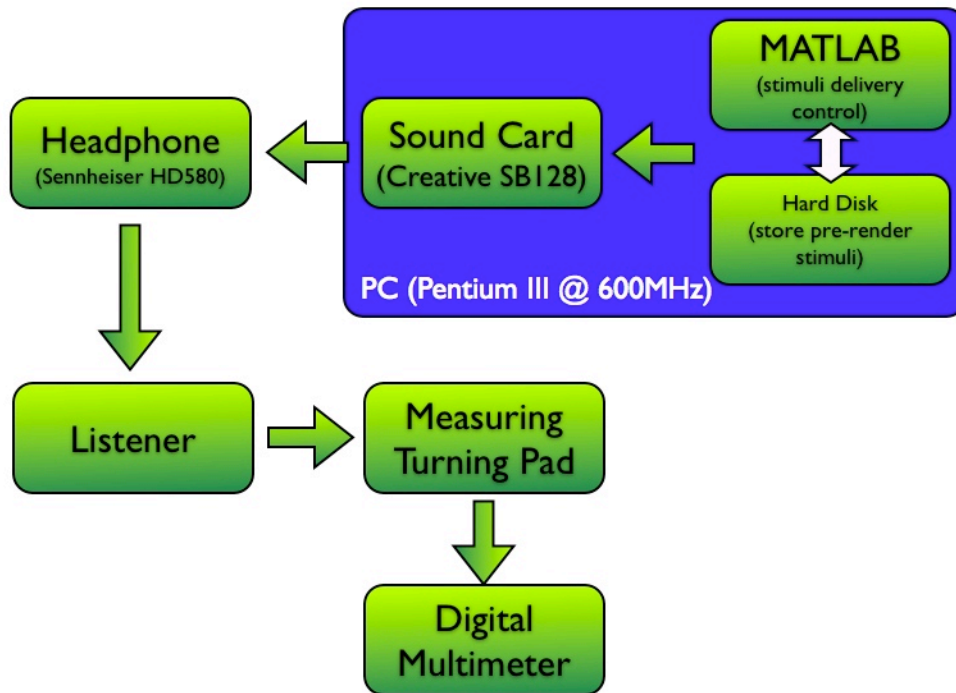 MATLAB
(stimuli delivery
control)
Headphone
(Sennheiser HD580)
Sound Card
(Creative SB128)
Hard Disk
(store pre-render
stimuli)
PC (Pentium III @ 600MHz)
Listener
Measuring
Turning Pad
Digital
Multimeter